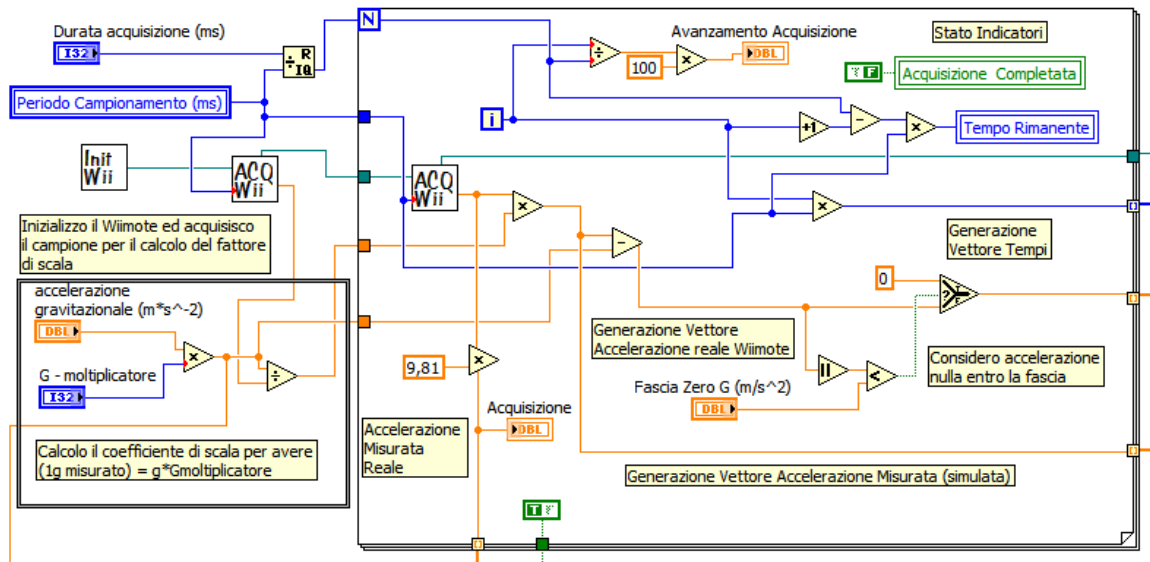 Durata acquisizione (ms)
I32
R
IQ
Periodo Campionamento (ms)
Init
Wii
ACQ
Wii
Inizializzo il Wiimote ed acquisisco
il campione per il calcolo del fattore
di scala
accelerazione
gravitazionale (m*s^-2)
DBL
G - moltiplicatore
I32
Calcolo il coefficiente di scala per avere
(1g misurato) = g*Gmoltiplicatore
N
i
100
Avanzamento Acquisizione
DBL
Stato Indicatori
F
Acquisizione Completata
+1
Tempo Rimanente
ACQ
Wii
Generazione
Vettore Tempi
0
?
T
F
Generazione Vettore
Accelerazione reale Wiimote
Considero accelerazione
nulla entro la fascia
9,81
Fascia Zero G (m/s^2)
DBL
Acquisizione
DBL
Accelerazione
Misurata
Reale
Generazione Vettore Accelerazione Misurata (simulata)
T